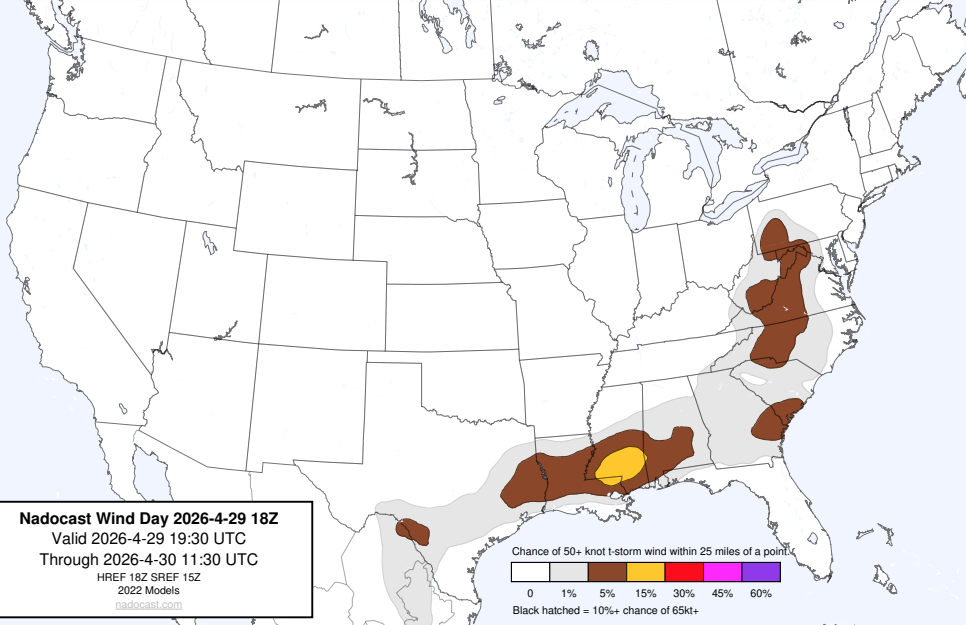 Nadocast Wind Day 2026-4-29 18Z
Valid 2026-4-29 19:30 UTC
Through 2026-4-30 11:30 UTC
HREF 18Z SREF 15Z
2022 Models
nadocast.com
Chance of 50+ knot t-storm wind within 25 miles of a point.
0 1% 5% 15% 30% 45% 60%
Black hatched = 10%+ chance of 65kt+